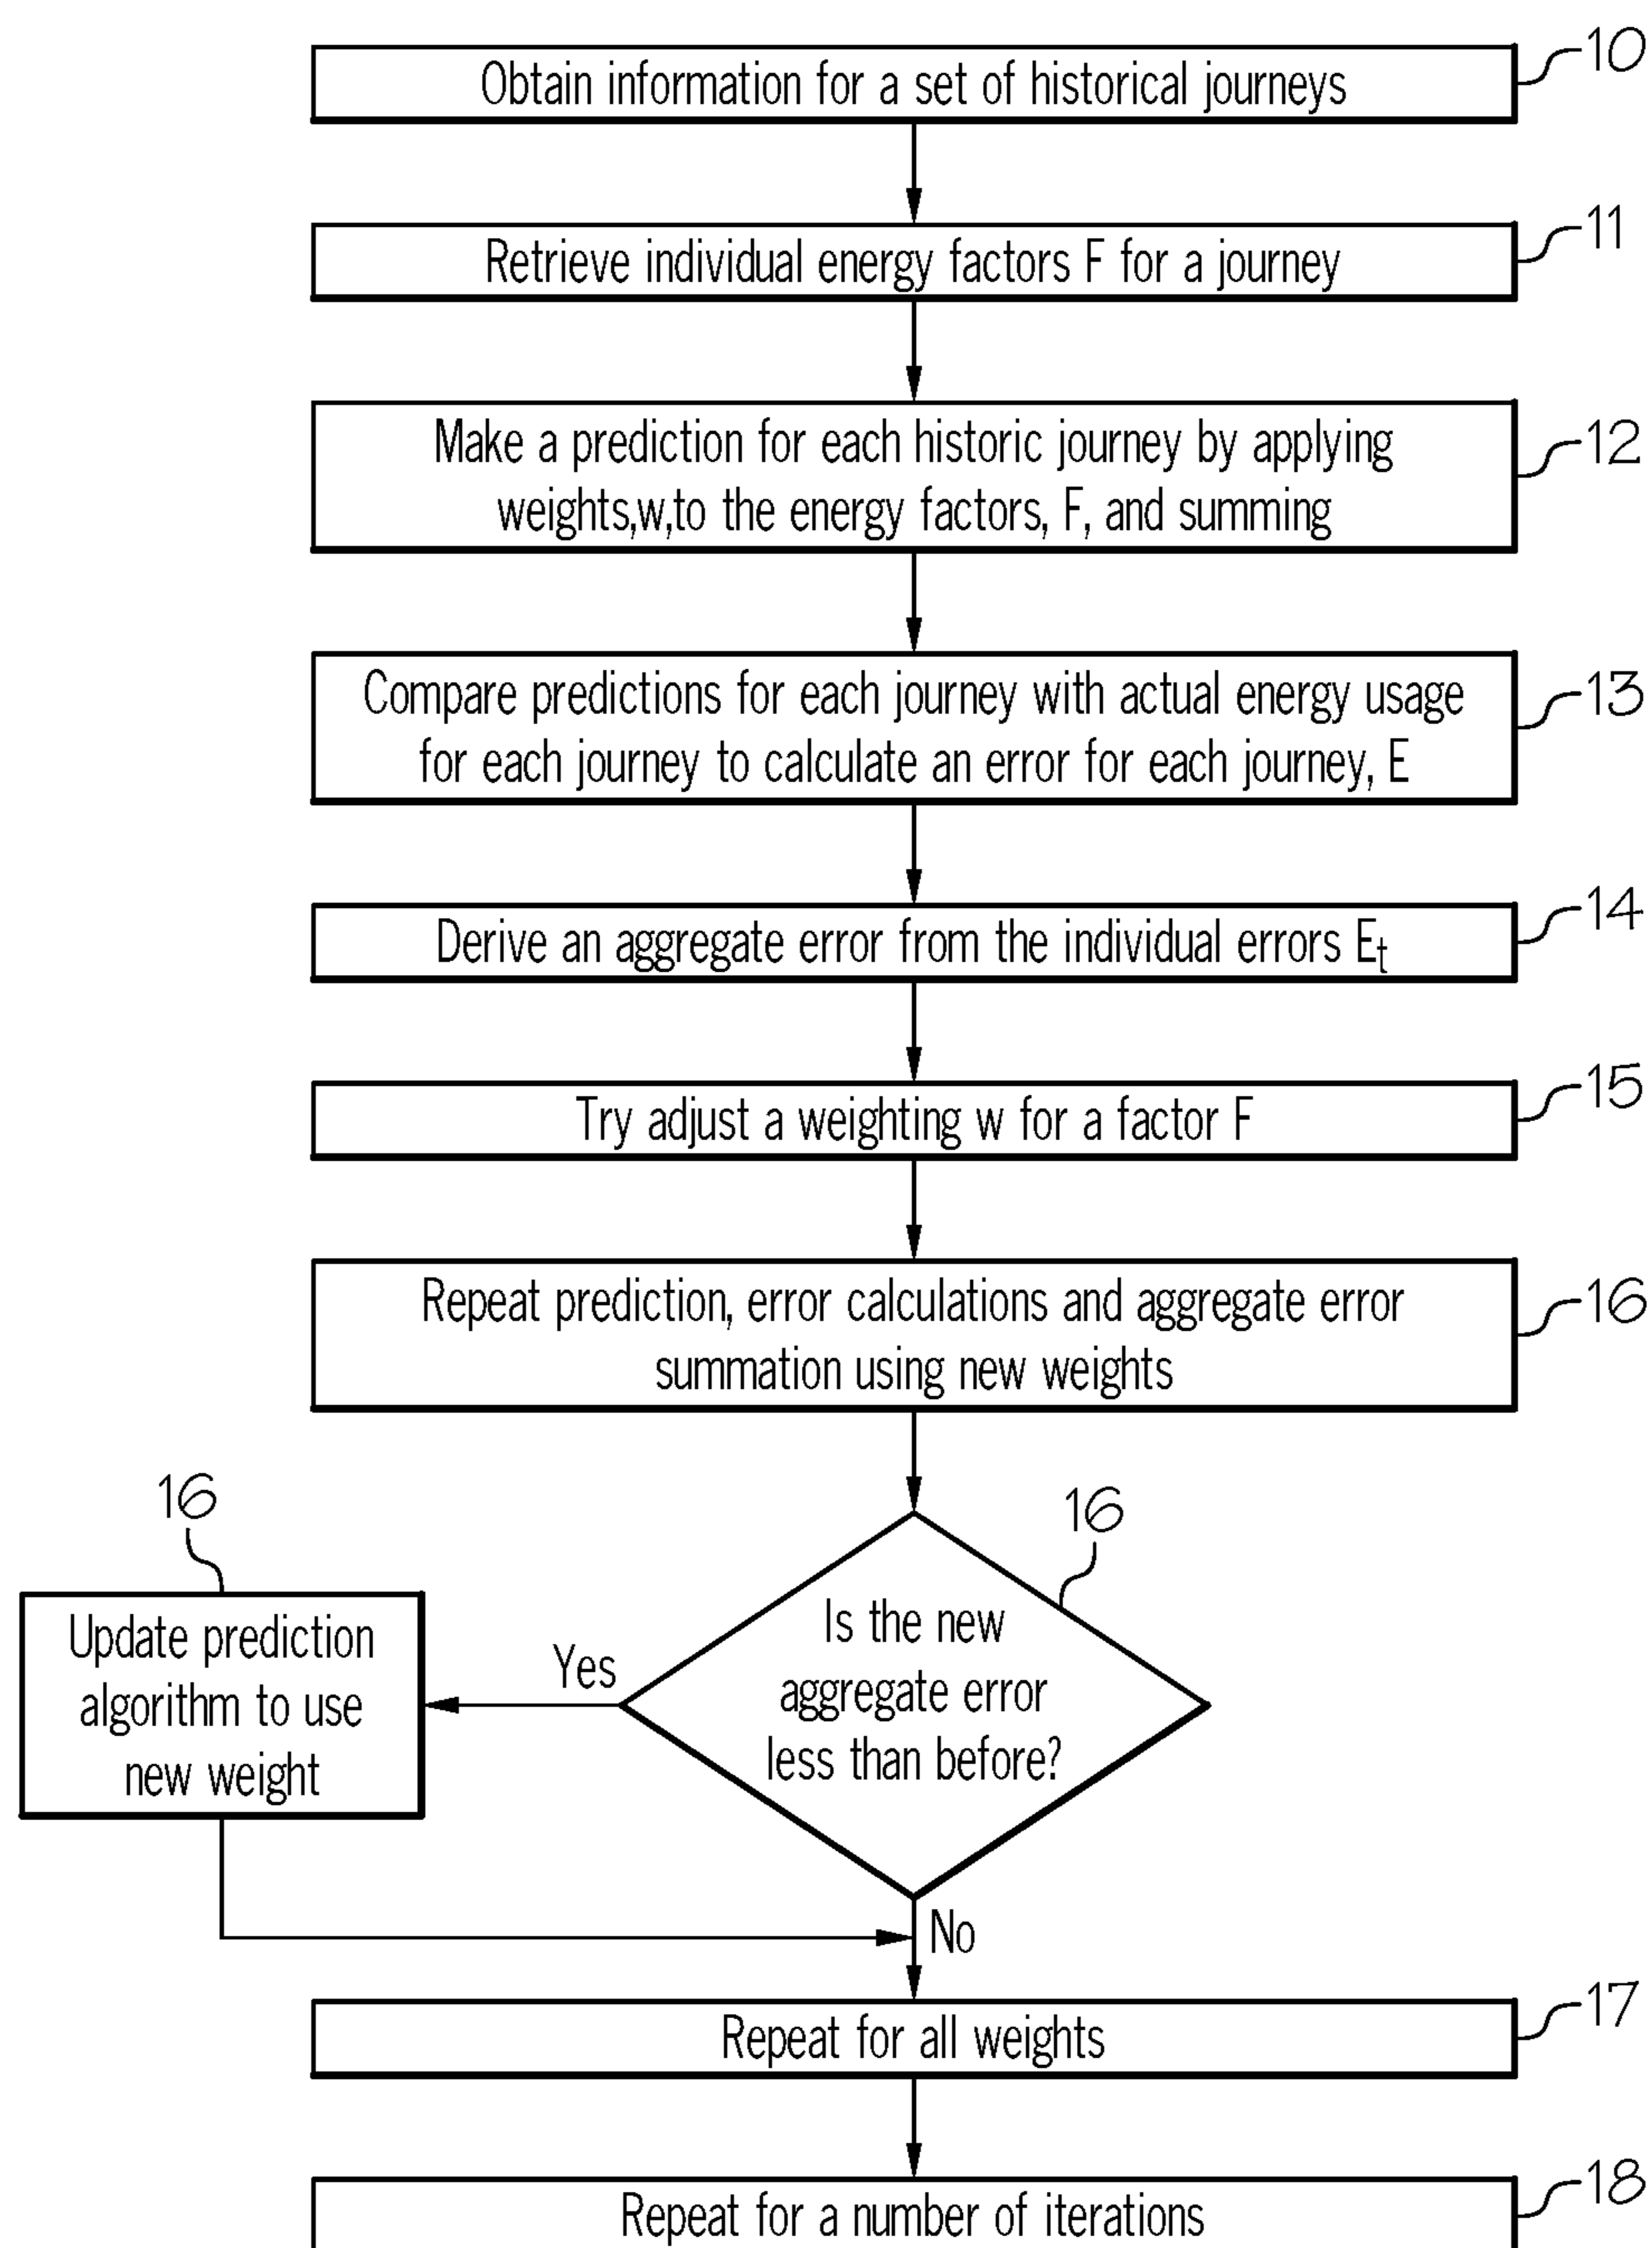 Obtain information for a set of historical journeys
10
Retrieve individual energy factors F for a journey
11
Make a prediction for each historic journey by applying
weights,w,to the energy factors, F, and summing
12
Compare predictions for each journey with actual energy usage
for each journey to calculate an error for each journey, E
13
Derive an aggregate error from the individual errors Et
14
Try adjust a weighting w for a factor F
15
Repeat prediction, error calculations and aggregate error
summation using new weights
16
16
Is the new
aggregate error
less than before?
Yes
16
Update prediction
algorithm to use
new weight
No
Repeat for all weights
17
Repeat for a number of iterations
18